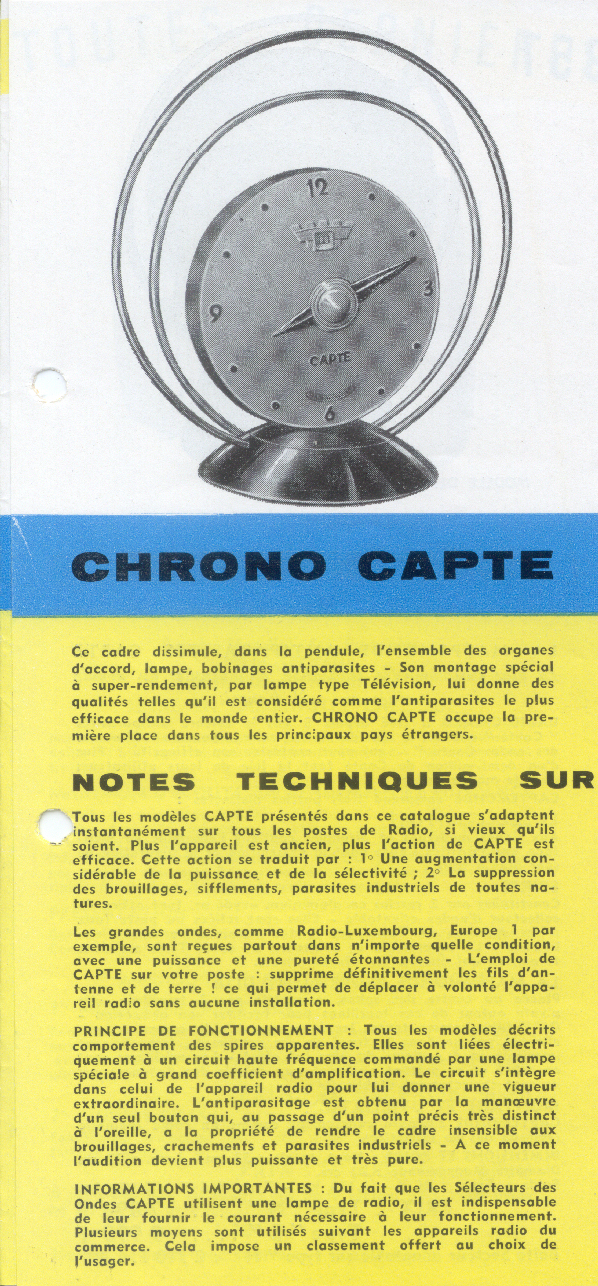 12
9
3
CAPTE
6
CHRONO CAPTE
Ce cadre dissimule, dans la pendule, l'ensemble des organes
d'accord, lampe, bobinages antiparasites - Son montage spécial
à super-rendement, par lampe type Télévision, lui donne des
qualités telles qu'il est considéré comme l'antiparasites le plus
efficace dans le monde entier. CHRONO CAPTE occupe la pre-
mière place dans tous les principaux pays étrangers.
NOTES TECHNIQUES SUR
Tous les modèles CAPTE présentés dans ce catalogue s'adaptent
instantanément sur tous les postes de Radio, si vieux qu'ils
soient. Plus l'appareil est ancien, plus l'action de CAPTE est
efficace. Cette action se traduit par : 1° Une augmentation con-
sidérable de la puissance et de la sélectivité ; 2° La suppression
des brouillages, sifflements, parasites industriels de toutes na-
tures.
Les grandes ondes, comme Radio-Luxembourg, Europe 1 par
exemple, sont reçues partout dans n'importe quelle condition,
avec une puissance et une pureté étonnantes - L'emploi de
CAPTE sur votre poste : supprime définitivement les fils d'an-
tenne et de terre ! ce qui permet de déplacer à volonté l'appa-
reil radio sans aucune installation.
PRINCIPE DE FONCTIONNEMENT : Tous les modèles décrits
comportement des spires apparentes. Elles sont liées électri-
quement à un circuit haute fréquence commandé par une lampe
spéciale à grand coefficient d'amplification. Le circuit s'intègre
dans celui de l'appareil radio pour lui donner une vigueur
extraordinaire. L'antiparasitage est obtenu par la manœuvre
d'un seul bouton qui, au passage d'un point précis très distinct
à l'oreille, a la propriété de rendre le cadre insensible aux
brouillages, crachements et parasites industriels - A ce moment
l'audition devient plus puissante et très pure.
INFORMATIONS IMPORTANTES : Du fait que les Sélecteurs des
Ondes CAPTE utilisent une lampe de radio, il est indispensable
de leur fournir le courant nécessaire à leur fonctionnement.
Plusieurs moyens sont utilisés suivant les appareils radio du
commerce. Cela impose un classement offert au choix de
l'usager.